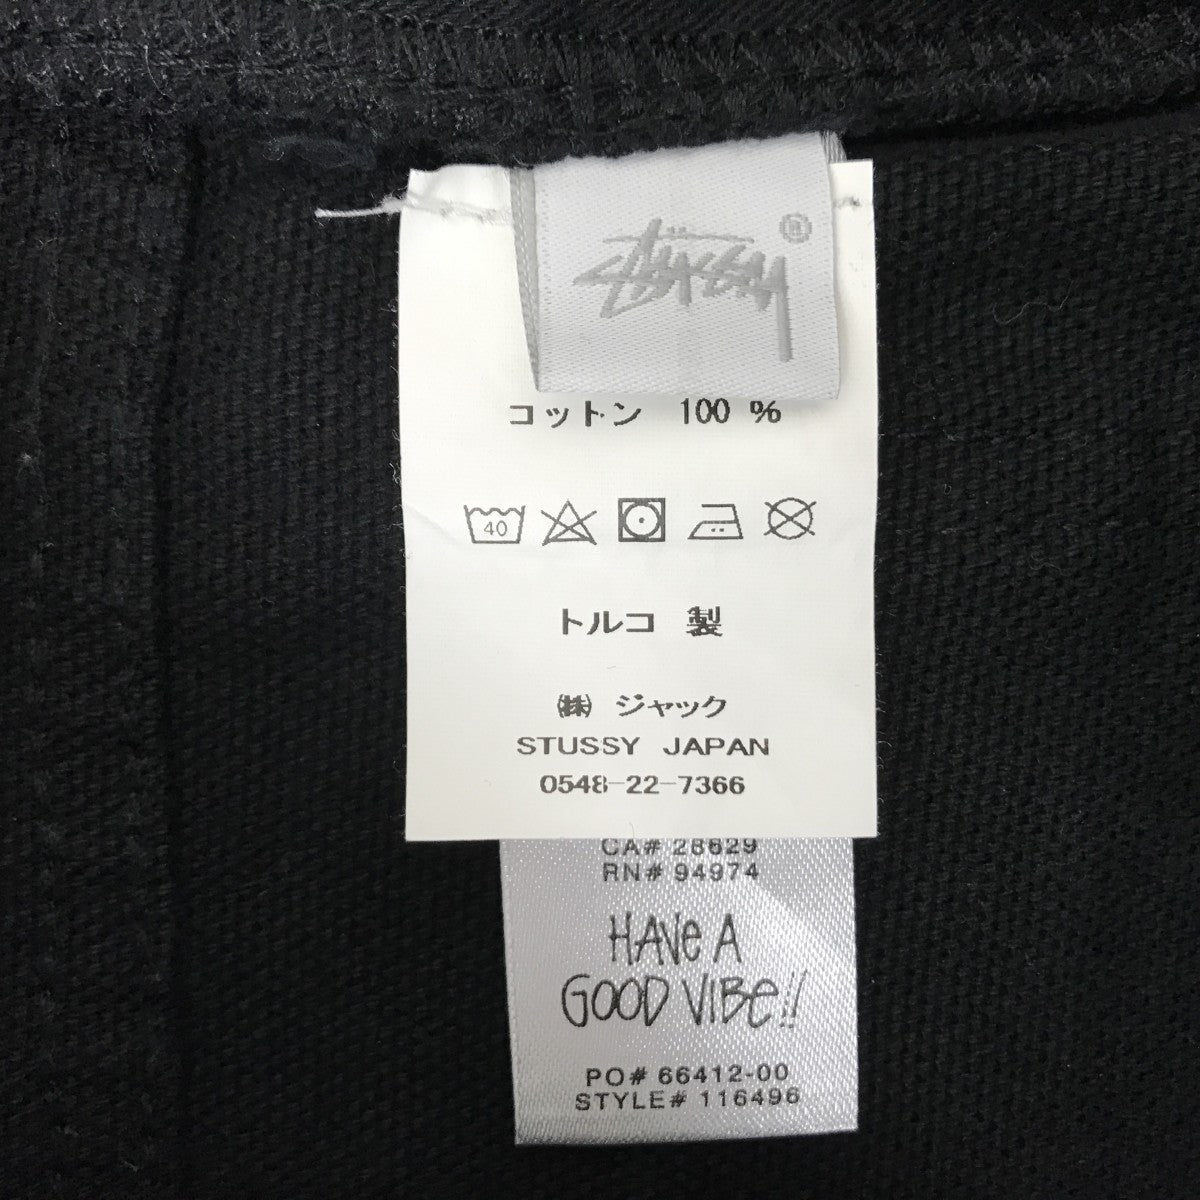 STÜSSY ®
コットン 100 %
40
トルコ 製
㈱ ジャック
STUSSY JAPAN
0548-22-7366
CA# 28629
RN# 94974
HAVe A
GOOD VIBe!!
PO# 66412-00
STYLE# 116496